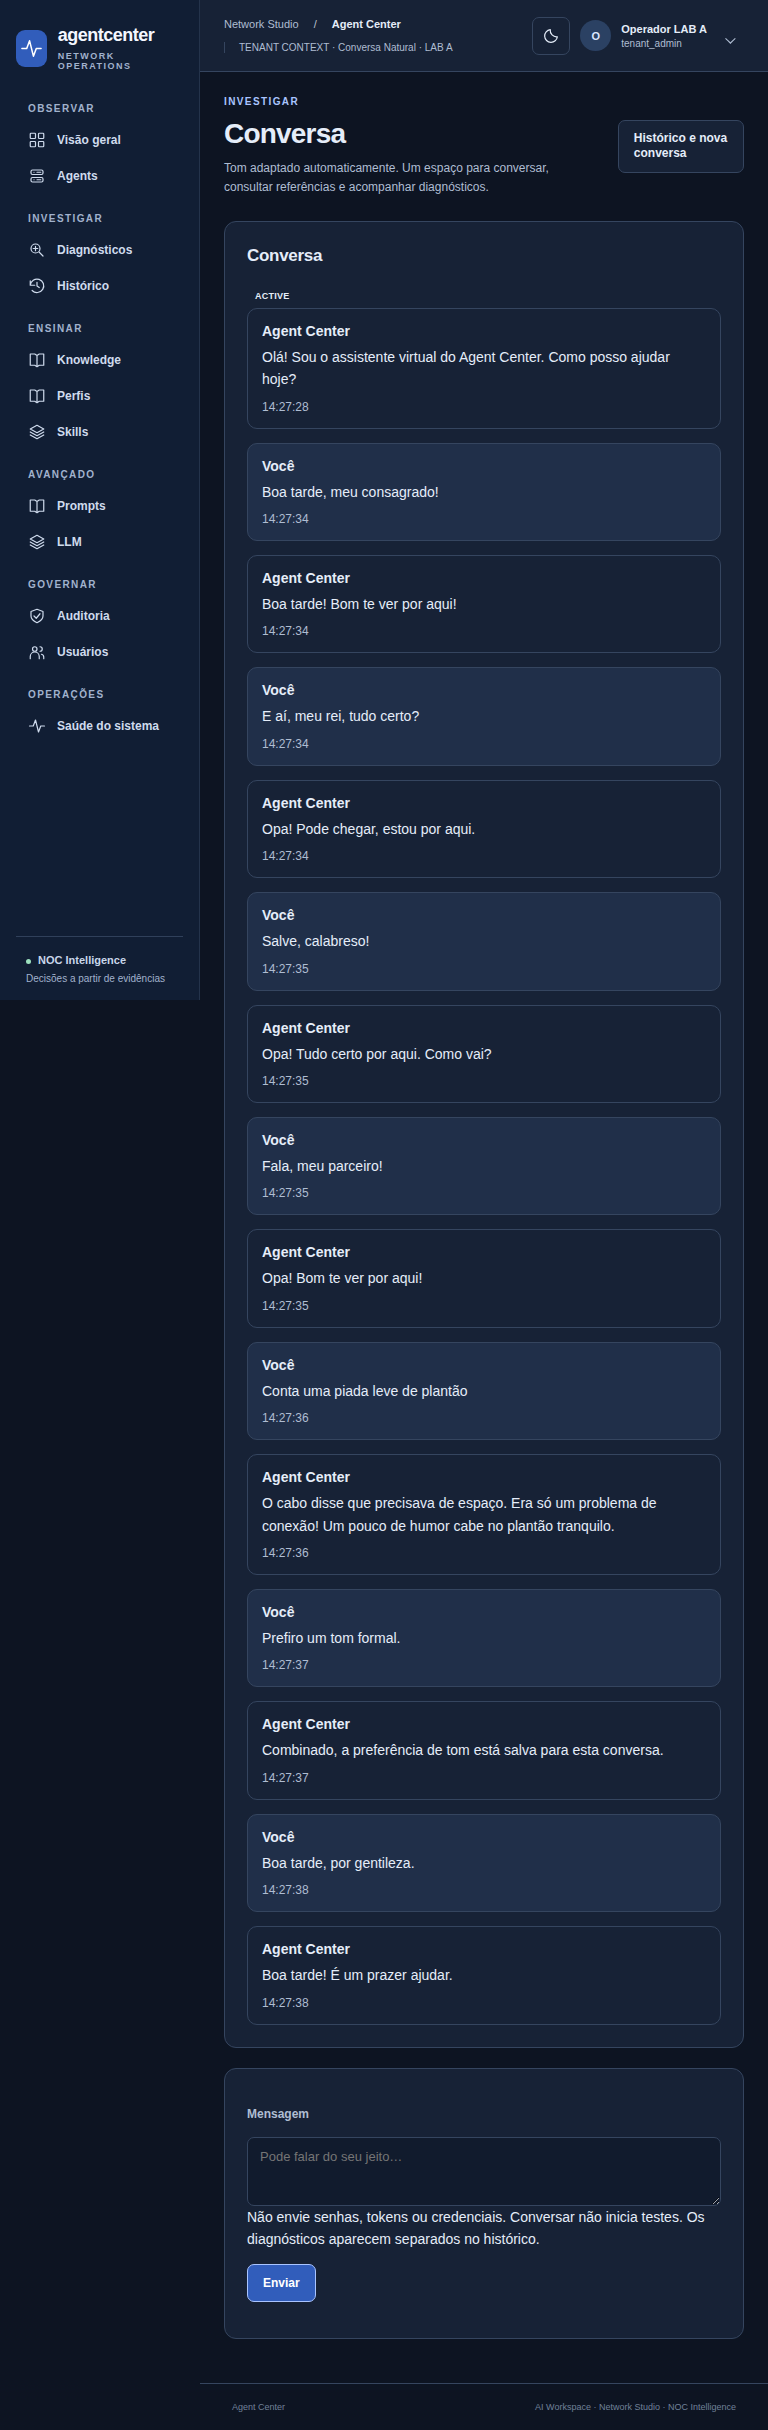 agentcenter
NETWORK
OPERATIONS
OBSERVAR
Visão geral
Agents
INVESTIGAR
Diagnósticos
Histórico
ENSINAR
Knowledge
Perfis
Skills
AVANÇADO
Prompts
LLM
GOVERNAR
Auditoria
Usuários
OPERAÇÕES
Saúde do sistema
NOC Intelligence
Decisões a partir de evidências
Network Studio / Agent Center
TENANT CONTEXT · Conversa Natural · LAB A
O
Operador LAB A
tenant_admin
INVESTIGAR
Conversa
Tom adaptado automaticamente. Um espaço para conversar,
consultar referências e acompanhar diagnósticos.
Histórico e nova
conversa
Conversa
ACTIVE
Agent Center
Olá! Sou o assistente virtual do Agent Center. Como posso ajudar
hoje?
14:27:28
Você
Boa tarde, meu consagrado!
14:27:34
Agent Center
Boa tarde! Bom te ver por aqui!
14:27:34
Você
E aí, meu rei, tudo certo?
14:27:34
Agent Center
Opa! Pode chegar, estou por aqui.
14:27:34
Você
Salve, calabreso!
14:27:35
Agent Center
Opa! Tudo certo por aqui. Como vai?
14:27:35
Você
Fala, meu parceiro!
14:27:35
Agent Center
Opa! Bom te ver por aqui!
14:27:35
Você
Conta uma piada leve de plantão
14:27:36
Agent Center
O cabo disse que precisava de espaço. Era só um problema de
conexão! Um pouco de humor cabe no plantão tranquilo.
14:27:36
Você
Prefiro um tom formal.
14:27:37
Agent Center
Combinado, a preferência de tom está salva para esta conversa.
14:27:37
Você
Boa tarde, por gentileza.
14:27:38
Agent Center
Boa tarde! É um prazer ajudar.
14:27:38
Mensagem
Pode falar do seu jeito…
Não envie senhas, tokens ou credenciais. Conversar não inicia testes. Os
diagnósticos aparecem separados no histórico.
Enviar
Agent Center
AI Workspace · Network Studio · NOC Intelligence